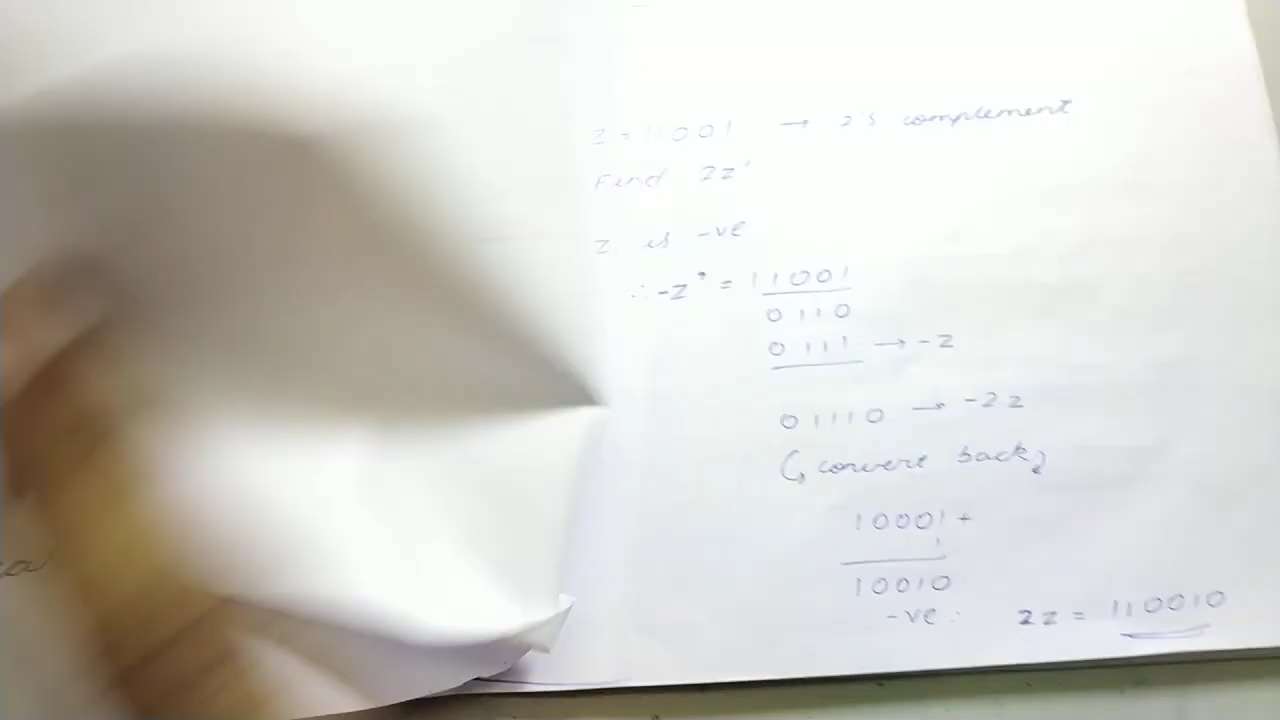 Z = 11001 → 2's complement
Find 2z'
z is -ve
∴ -z' = 11001
0110
0111 → -z
01110 → -2z
(, convert back,
10001 +
1
10010
-ve ∴ 2z = 110010